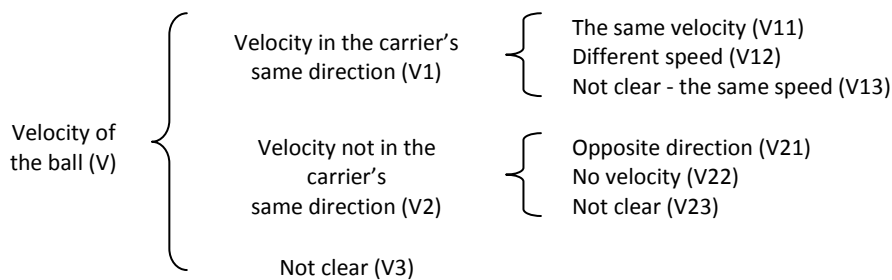 Velocity of
the ball (V)
Velocity in the carrier's
same direction (V1)
The same velocity (V11)
Different speed (V12)
Not clear - the same speed (V13)
Velocity not in the
carrier's
same direction (V2)
Opposite direction (V21)
No velocity (V22)
Not clear (V23)
Not clear (V3)